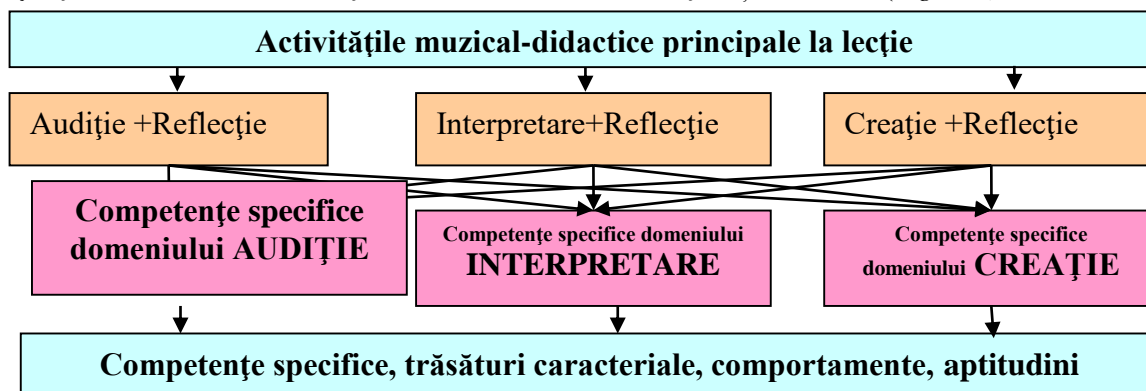 Activităţile muzical-didactice principale la lecţie
Audiţie +Reflecţie
Interpretare+Reflecţie
Creaţie +Reflecţie
Competenţe specifice
domeniului AUDIŢIE
Competenţe specifice domeniului
INTERPRETARE
Competenţe specifice
domeniului CREAŢIE
Competenţe specifice, trăsături caracteriale, comportamente, aptitudini